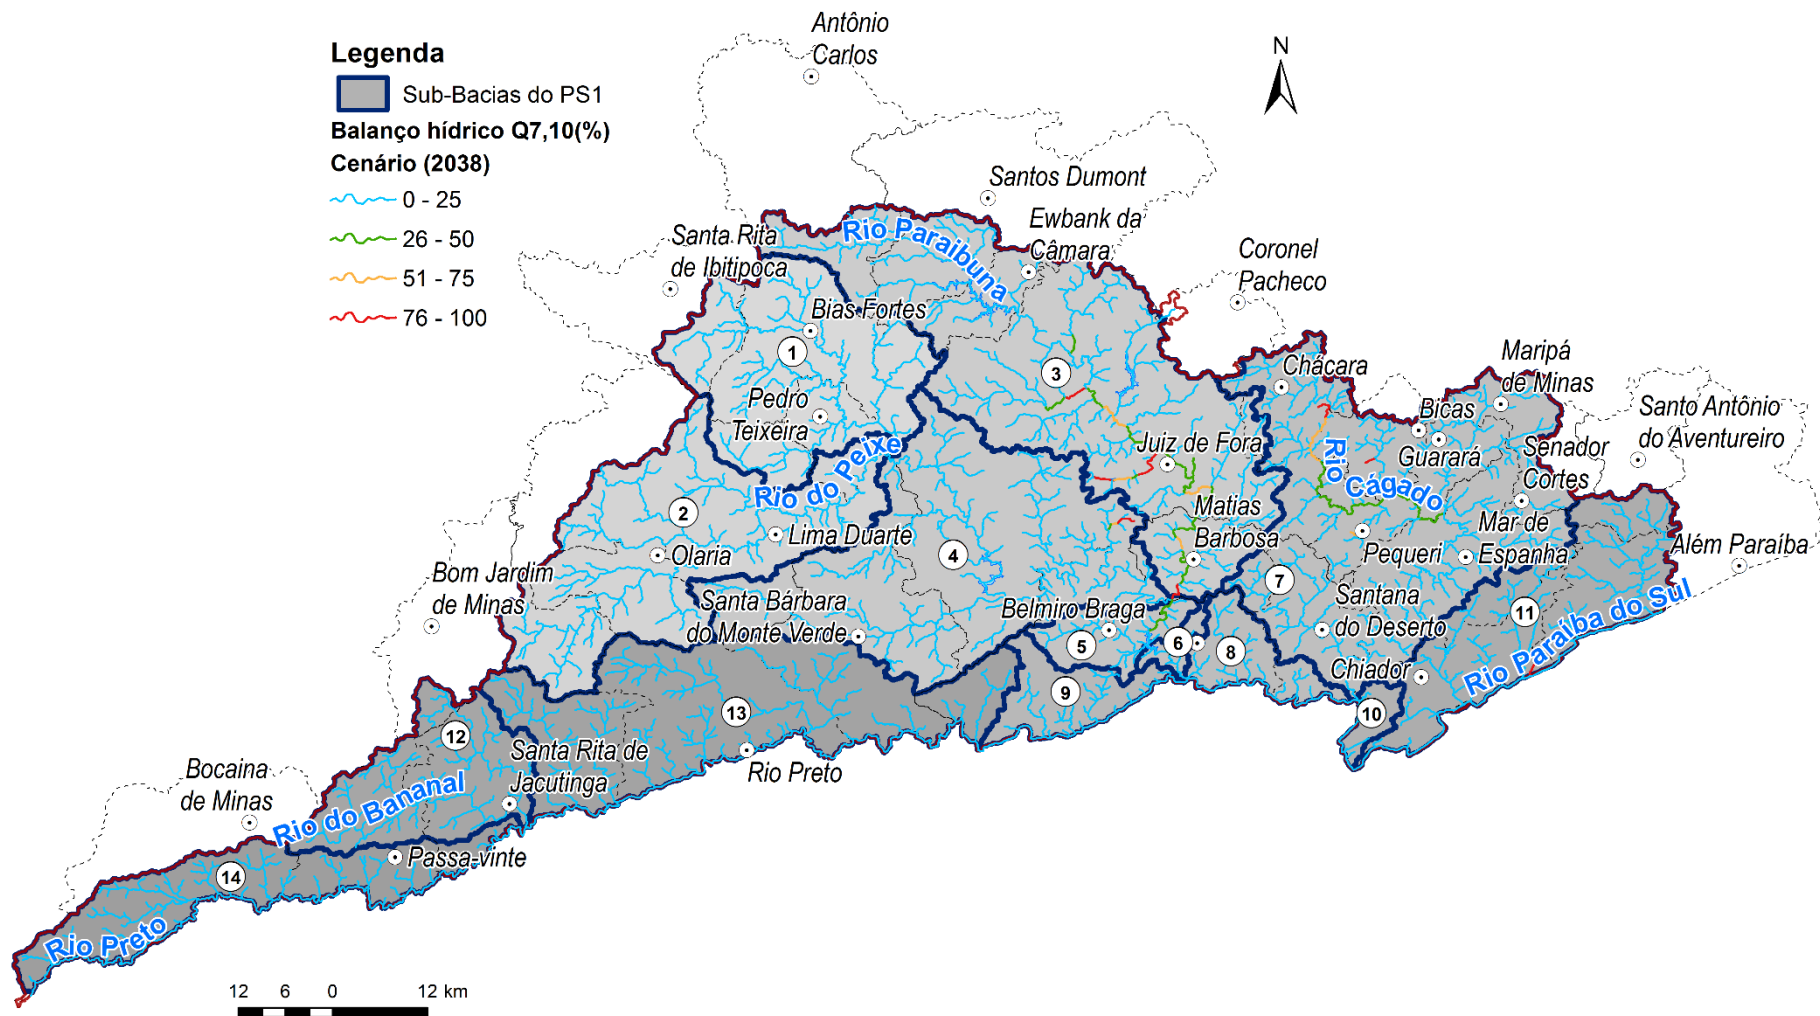 Legenda
Sub-Bacias do PS1
Balanço hídrico Q7,10(%)
Cenário (2038)
0 - 25
26 - 50
51 - 75
76 - 100
N
Antônio
Carlos
Santos Dumont
Ewbank da
Câmara
Rio Paraibuna
Santa Rita
de Ibitipoca
Coronel
Pacheco
Bias Fortes
1
3
Chácara
Maripá
de Minas
Pedro
Teixeira
Bicas
Guarará
Santo Antônio
do Aventureiro
Juiz de Fora
Rio do Peixe
Rio Cágado
Senador
Cortes
2
Lima Duarte
Olaria
4
Matias
Barbosa
Pequeri
Mar de
Espanha
Além Paraíba
Bom Jardim
de Minas
7
Santa Bárbara
do Monte Verde
Belmiro Braga
Santana
do Deserto
11
5
6
8
Chiador
Rio Paraíba do Sul
9
10
13
12
Santa Rita de
Jacutinga
Rio Preto
Bocaina
de Minas
Rio do Bananal
Passa-vinte
14
Rio Preto
12 6 0 12 km